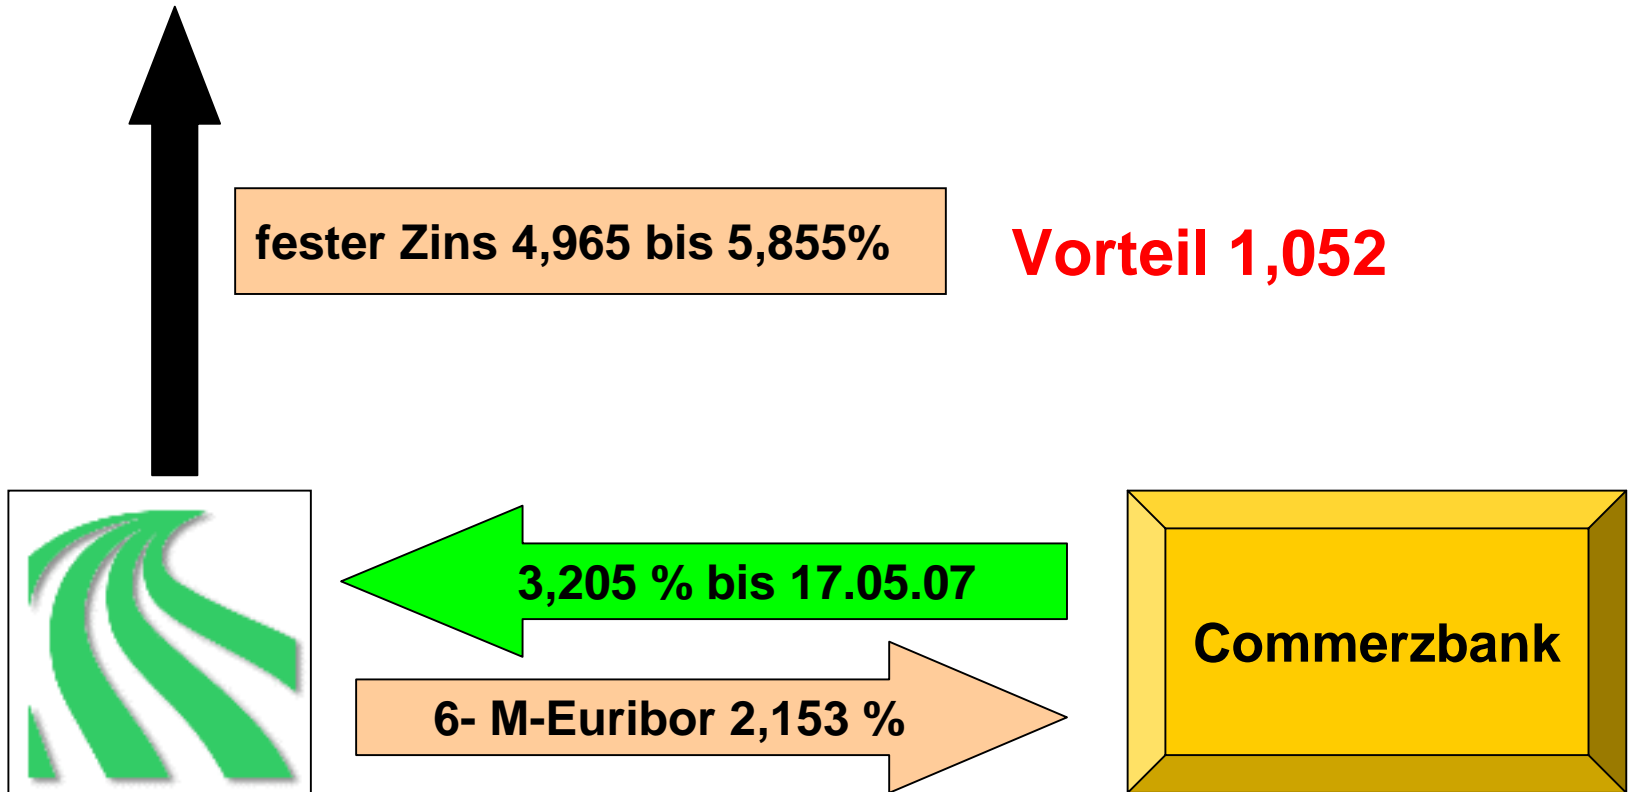 fester Zins 4,965 bis 5,855%
Vorteil 1,052
3,205 % bis 17.05.07
Commerzbank
6- M-Euribor 2,153 %